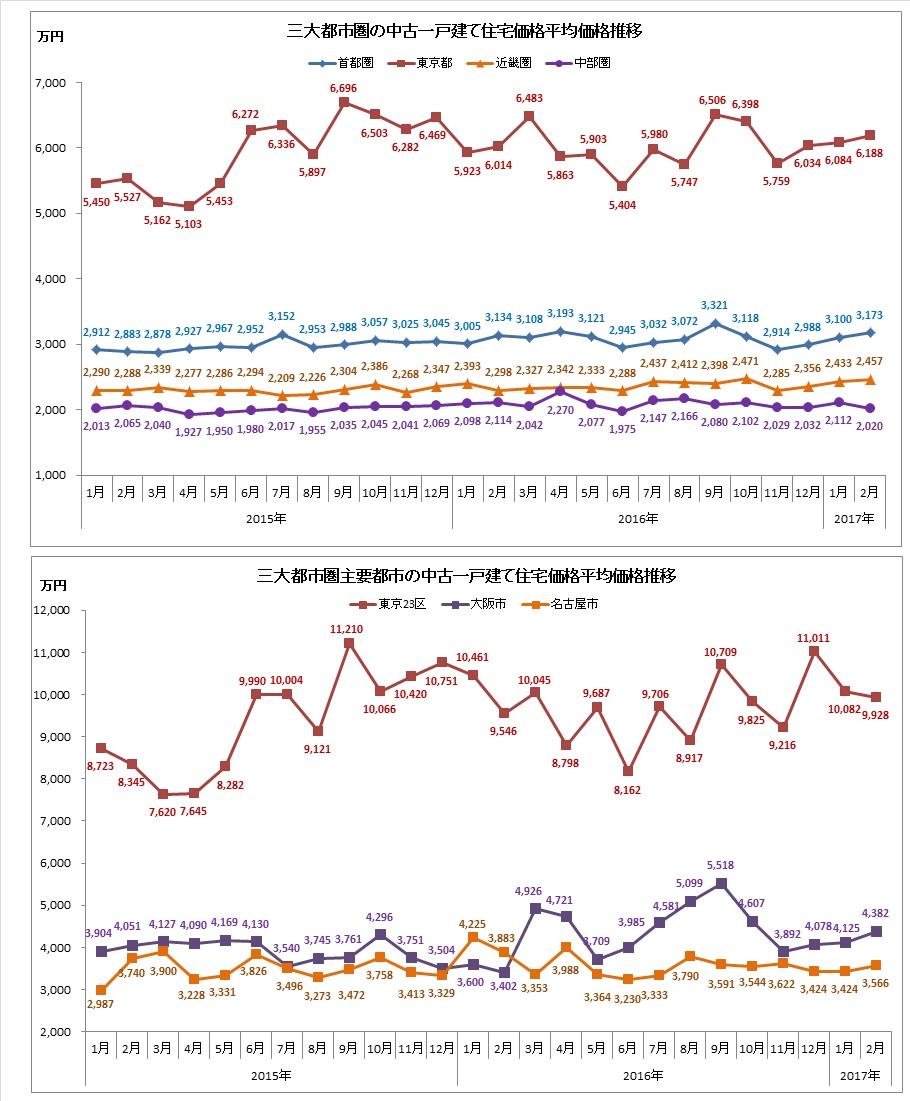 三大都市圏の中古一戸建て住宅価格平均価格推移
万円
首都圏 東京都 近畿圏 中部圏
7,000
6,000
5,000
4,000
3,000
2,000
1,000
5,450 5,527 5,162 5,103 5,453 6,272 6,336 5,897 6,696 6,503 6,282 6,469 5,923 6,014 6,483 5,863 5,903 5,404 5,980 5,747 6,506 6,398 5,759 6,034 6,084 6,188
2,912 2,883 2,878 2,927 2,967 2,952 3,152 2,953 2,988 3,057 3,025 3,045 3,005 3,134 3,108 3,193 3,121 2,945 3,032 3,072 3,321 3,118 2,914 2,988 3,100 3,173
2,290 2,288 2,339 2,277 2,286 2,294 2,209 2,226 2,304 2,386 2,268 2,347 2,393 2,298 2,327 2,342 2,333 2,288 2,437 2,412 2,398 2,471 2,285 2,356 2,433 2,457
2,013 2,065 2,040 1,927 1,950 1,980 2,017 1,955 2,035 2,045 2,041 2,069 2,098 2,114 2,042 2,270 2,077 1,975 2,147 2,166 2,080 2,102 2,029 2,032 2,112 2,020
1月 2月 3月 4月 5月 6月 7月 8月 9月 10月 11月 12月 1月 2月 3月 4月 5月 6月 7月 8月 9月 10月 11月 12月 1月 2月
2015年 2016年 2017年
三大都市圏主要都市の中古一戸建て住宅価格平均価格推移
万円
東京23区 大阪市 名古屋市
12,000
11,000
10,000
9,000
8,000
7,000
6,000
5,000
4,000
3,000
2,000
8,723 8,345 7,620 7,645 8,282 9,990 10,004 9,121 11,210 10,066 10,420 10,751 10,461 9,546 10,045 8,798 9,687 8,162 9,706 8,917 10,709 9,825 9,216 11,011 10,082 9,928
3,904 4,051 4,127 4,090 4,169 4,130 3,540 3,745 3,761 4,296 3,751 3,504 3,600 3,402 4,926 4,721 3,709 3,985 4,581 5,099 5,518 4,607 3,892 4,078 4,125 4,382
2,987 3,740 3,900 3,228 3,331 3,826 3,496 3,273 3,472 3,758 3,413 3,329 4,225 3,883 3,353 3,988 3,364 3,230 3,333 3,790 3,591 3,544 3,622 3,424 3,424 3,566
1月 2月 3月 4月 5月 6月 7月 8月 9月 10月 11月 12月 1月 2月 3月 4月 5月 6月 7月 8月 9月 10月 11月 12月 1月 2月
2015年 2016年 2017年